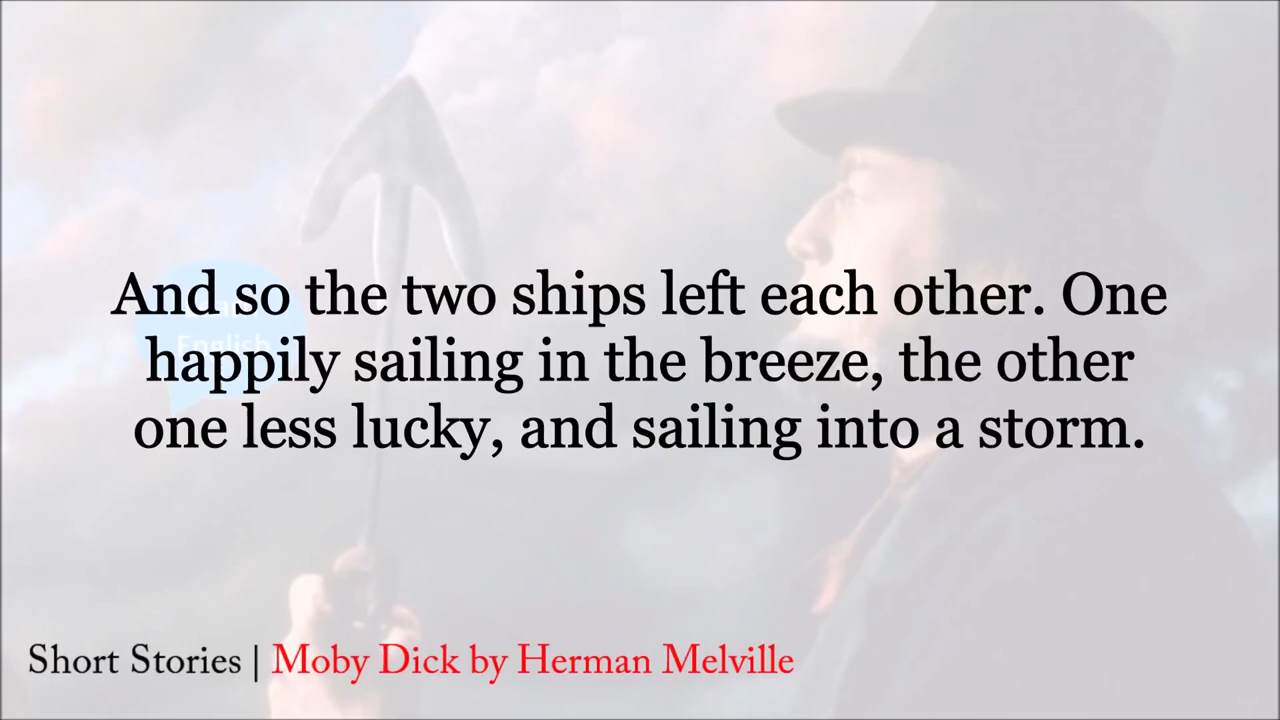 And so the two ships left each other. One
happily sailing in the breeze, the other
one less lucky, and sailing into a storm.
English
Short Stories | Moby Dick by Herman Melville